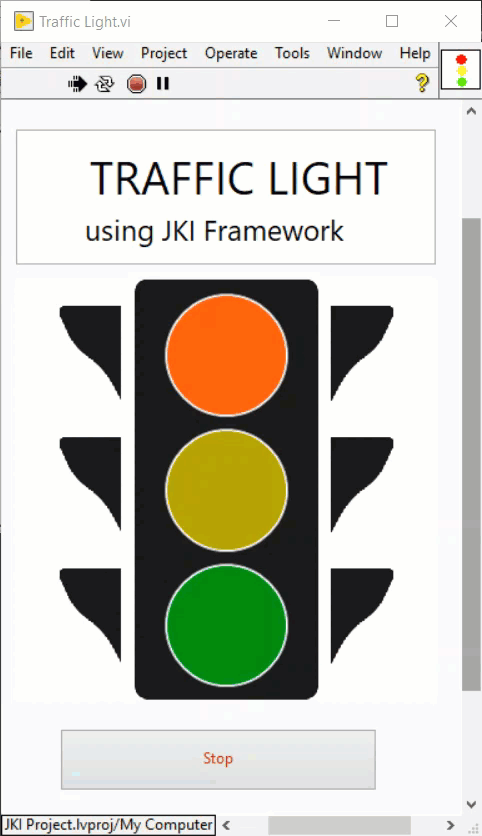 Traffic Light.vi
File Edit View Project Operate Tools Window Help
?
TRAFFIC LIGHT
using JKI Framework
Stop
JKI Project.lvproj/My Computer